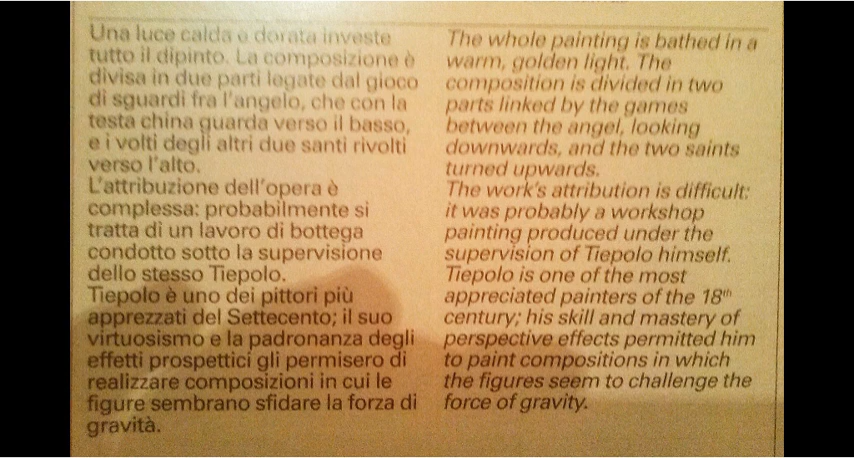 Una luce calda e dorata investe
tutto il dipinto. La composizione è
divisa in due parti legate dal gioco
di sguardi fra l'angelo, che con la
testa china guarda verso il basso,
e i volti degli altri due santi rivolti
verso l'alto.
L'attribuzione dell'opera è
complessa: probabilmente si
tratta di un lavoro di bottega
condotto sotto la supervisione
dello stesso Tiepolo.
Tiepolo è uno dei pittori più
apprezzati del Settecento; il suo
virtuosismo e la padronanza degli
effetti prospettici gli permisero di
realizzare composizioni in cui le
figure sembrano sfidare la forza di
gravità.
The whole painting is bathed in a
warm, golden light. The
composition is divided in two
parts linked by the games
between the angel, looking
downwards, and the two saints
turned upwards.
The work's attribution is difficult:
it was probably a workshop
painting produced under the
supervision of Tiepolo himself.
Tiepolo is one of the most
appreciated painters of the 18th
century; his skill and mastery of
perspective effects permitted him
to paint compositions in which
the figures seem to challenge the
force of gravity.